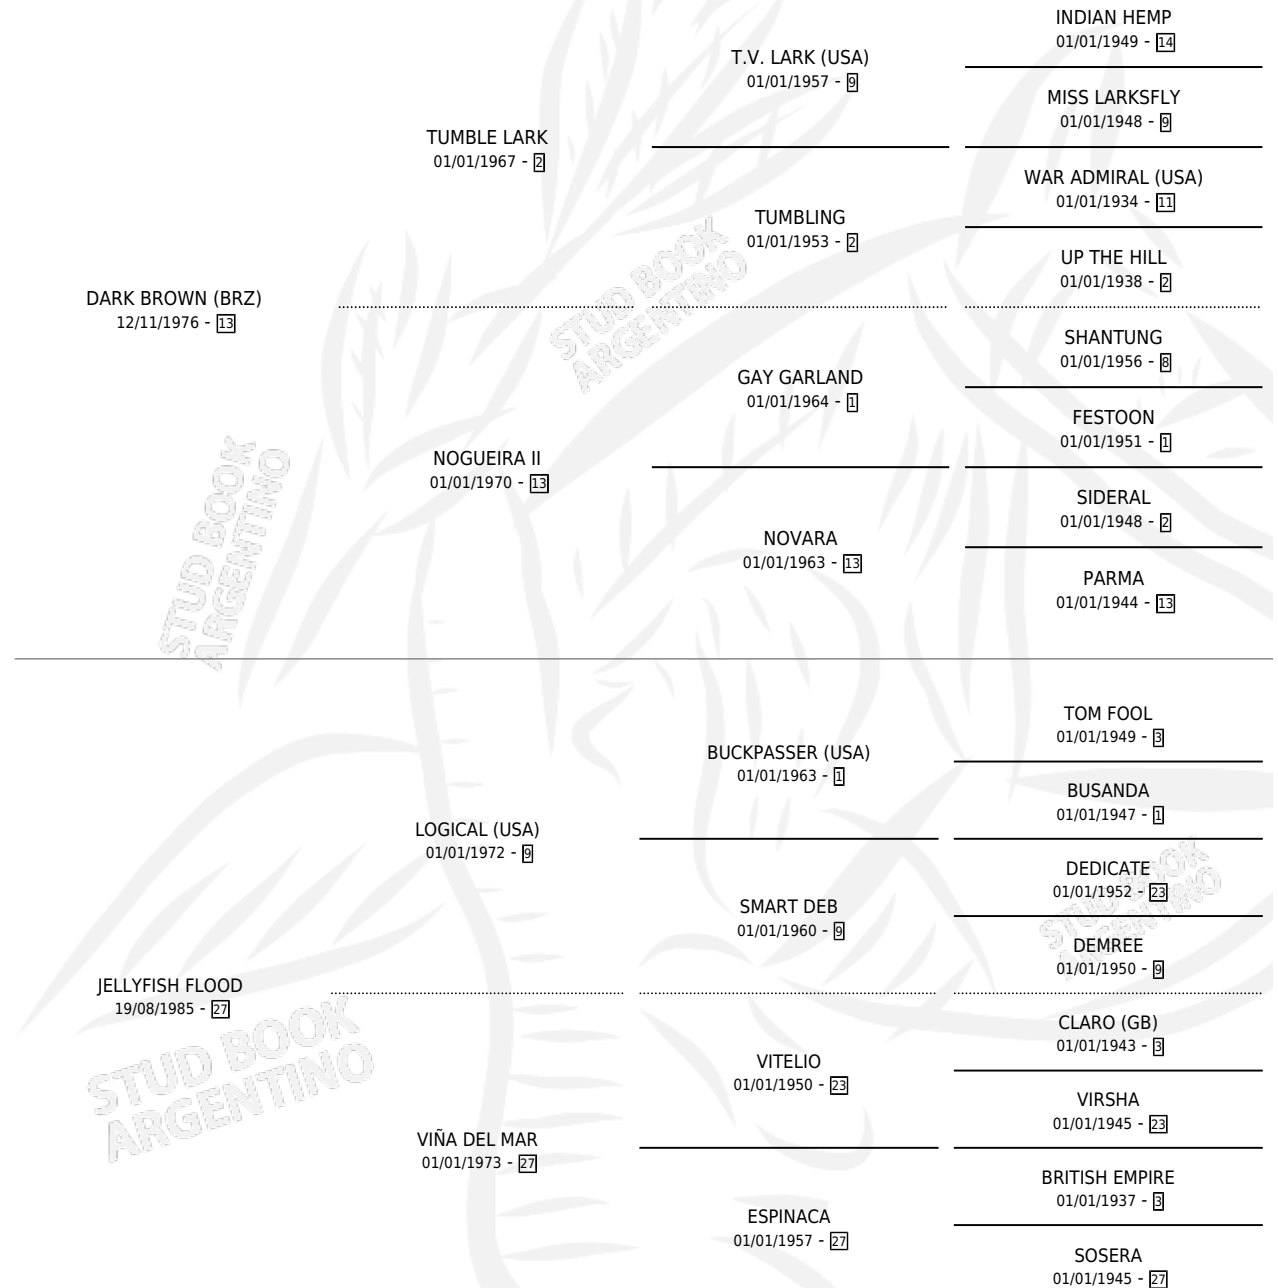 DARK BROWN (BRZ)
12/11/1976 - 13
TUMBLE LARK
01/01/1967 - 2
T.V. LARK (USA)
01/01/1957 - 9
INDIAN HEMP
01/01/1949 - 14
MISS LARKSFLY
01/01/1948 - 9
TUMBLING
01/01/1953 - 2
WAR ADMIRAL (USA)
01/01/1934 - 11
UP THE HILL
01/01/1938 - 2
NOGUEIRA II
01/01/1970 - 13
GAY GARLAND
01/01/1964 - 1
SHANTUNG
01/01/1956 - 8
FESTOON
01/01/1951 - 1
NOVARA
01/01/1963 - 13
SIDERAL
01/01/1948 - 2
PARMA
01/01/1944 - 13
JELLYFISH FLOOD
19/08/1985 - 27
LOGICAL (USA)
01/01/1972 - 9
BUCKPASSER (USA)
01/01/1963 - 1
TOM FOOL
01/01/1949 - 3
BUSANDA
01/01/1947 - 1
SMART DEB
01/01/1960 - 9
DEDICATE
01/01/1952 - 23
DEMREE
01/01/1950 - 9
VIÑA DEL MAR
01/01/1973 - 27
VITELIO
01/01/1950 - 23
CLARO (GB)
01/01/1943 - 3
VIRSHA
01/01/1945 - 23
ESPINACA
01/01/1957 - 27
BRITISH EMPIRE
01/01/1937 - 3
SOSERA
01/01/1945 - 27
STUD BOOK
ARGENTINO
STUD BOOK
ARGENTINO
STUD BOOK
ARGENTINO
STUD BOOK
ARGENTINO